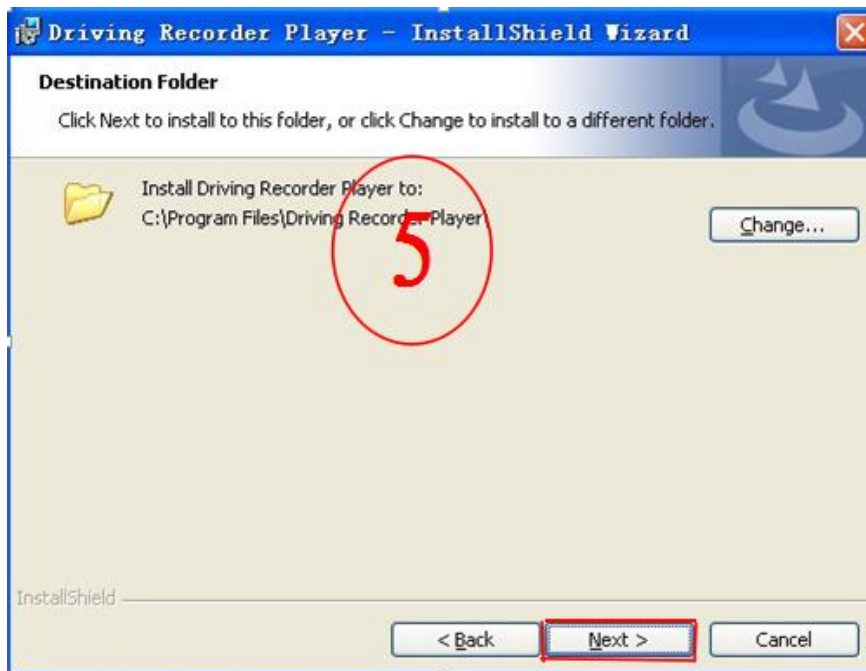 Driving Recorder Player - InstallShield Wizard
Destination Folder
Click Next to install to this folder, or click Change to install to a different folder.
Install Driving Recorder Player to:
C:\Program Files\Driving Recorder Player\
Change...
5
InstallShield
< Back Next > Cancel